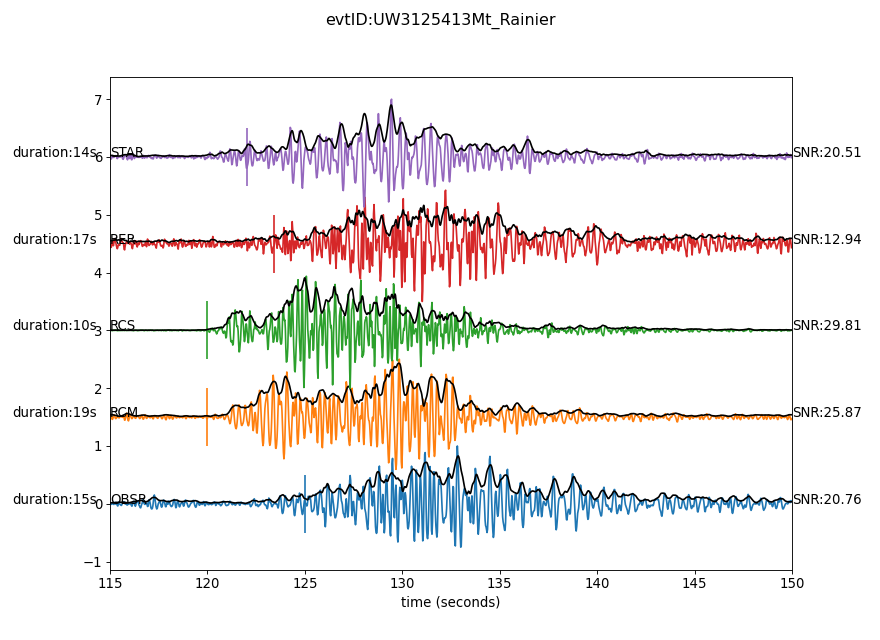 evtID:UW3125413Mt_Rainier
7
duration:14s 6 STAR SNR:20.51
5
duration:17s RER SNR:12.94
4
duration:10s 3 RCS SNR:29.81
2
duration:19s RCM SNR:25.87
1
duration:15s 0 OBSR SNR:20.76
−1
115 120 125 130 135 140 145 150
time (seconds)